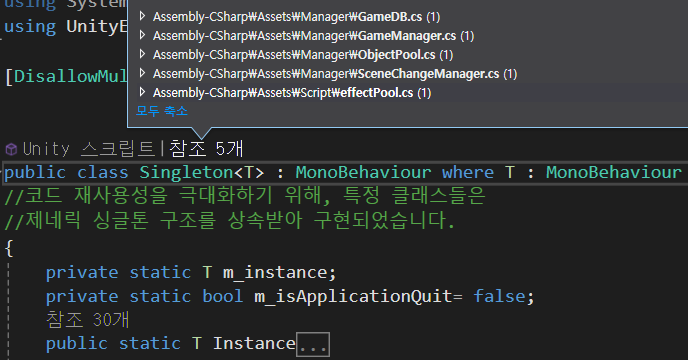 using System
using UnityE
[DisallowMul
Assembly-CSharp₩Assets₩Manager₩GameDB.cs (1)
Assembly-CSharp₩Assets₩Manager₩GameManager.cs (1)
Assembly-CSharp₩Assets₩Manager₩ObjectPool.cs (1)
Assembly-CSharp₩Assets₩Manager₩SceneChangeManager.cs (1)
Assembly-CSharp₩Assets₩Script₩effectPool.cs (1)
모두 축소
Unity 스크립트|참조 5개
public class Singleton<T> : MonoBehaviour where T : MonoBehaviour
//코드 재사용성을 극대화하기 위해, 특정 클래스들은
//제네릭 싱글톤 구조를 상속받아 구현되었습니다.
{
private static T m_instance;
private static bool m_isApplicationQuit= false;
참조 30개
public static T Instance...